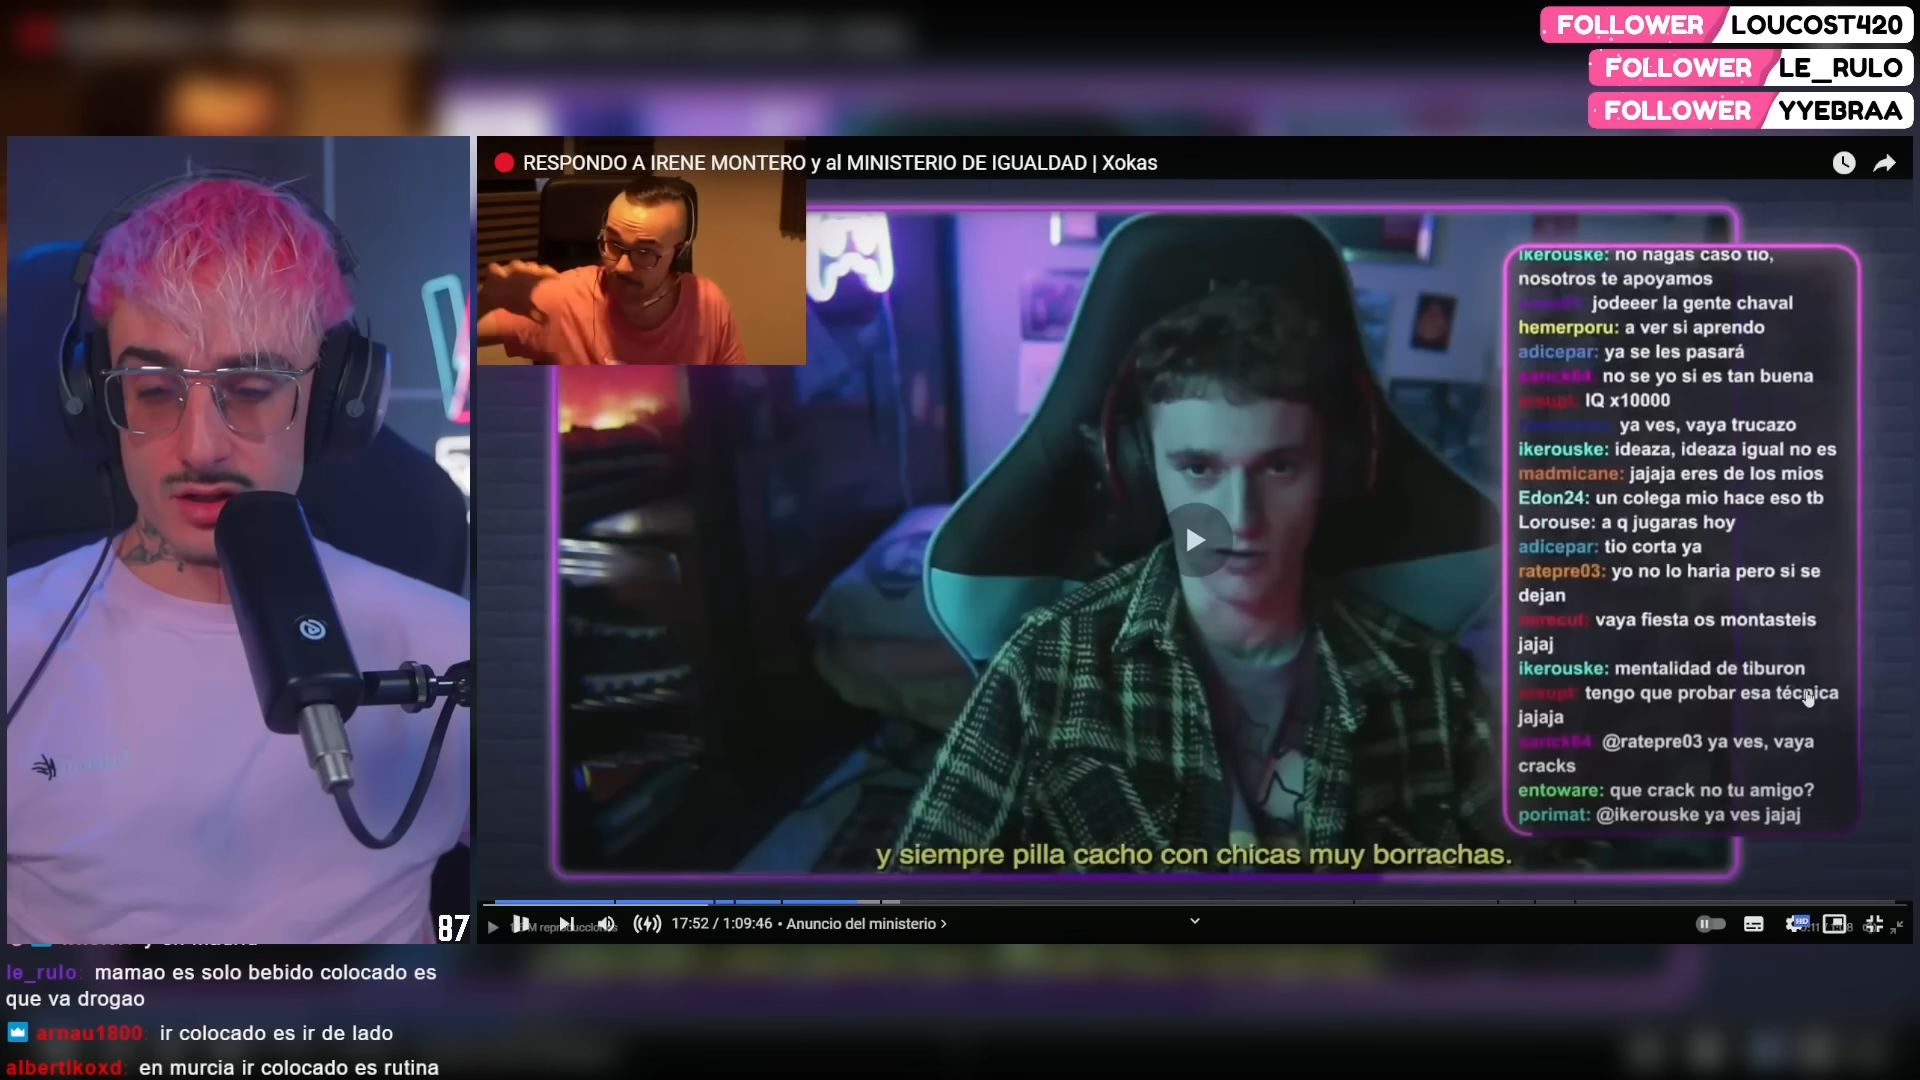 FOLLOWER LOUCOST420
FOLLOWER LE_RULO
FOLLOWER YYEBRAA
RESPONDO A IRENE MONTERO y al MINISTERIO DE IGUALDAD | Xokas
ikerouske: no hagas caso tio,
nosotros te apoyamos
jodeeer la gente chaval
hemerporu: a ver si aprendo
adicepar: ya se les pasará
sarick64 no se yo si es tan buena
IQ x10000
ya ves, vaya trucazo
ikerouske: ideaza, ideaza igual no es
madmicane: jajaja eres de los mios
Edon24: un colega mio hace eso tb
Lorouse: a q jugaras hoy
adicepar: tio corta ya
ratepre03: yo no lo haria pero si se
dejan
vaya fiesta os montasteis
jajaj
ikerouske: mentalidad de tiburon
tengo que probar esa técnica
jajaja
sarick64 @ratepre03 ya ves, vaya
cracks
entoware: que crack no tu amigo?
porimat: @ikerouske ya ves jajaj
y siempre pilla cacho con chicas muy borrachas.
17:52 / 1:09:46 • Anuncio del ministerio
HD
87
le_rulo: mamao es solo bebido colocado es
que va drogao
arnau1800: ir colocado es ir de lado
albertikoxd: en murcia ir colocado es rutina